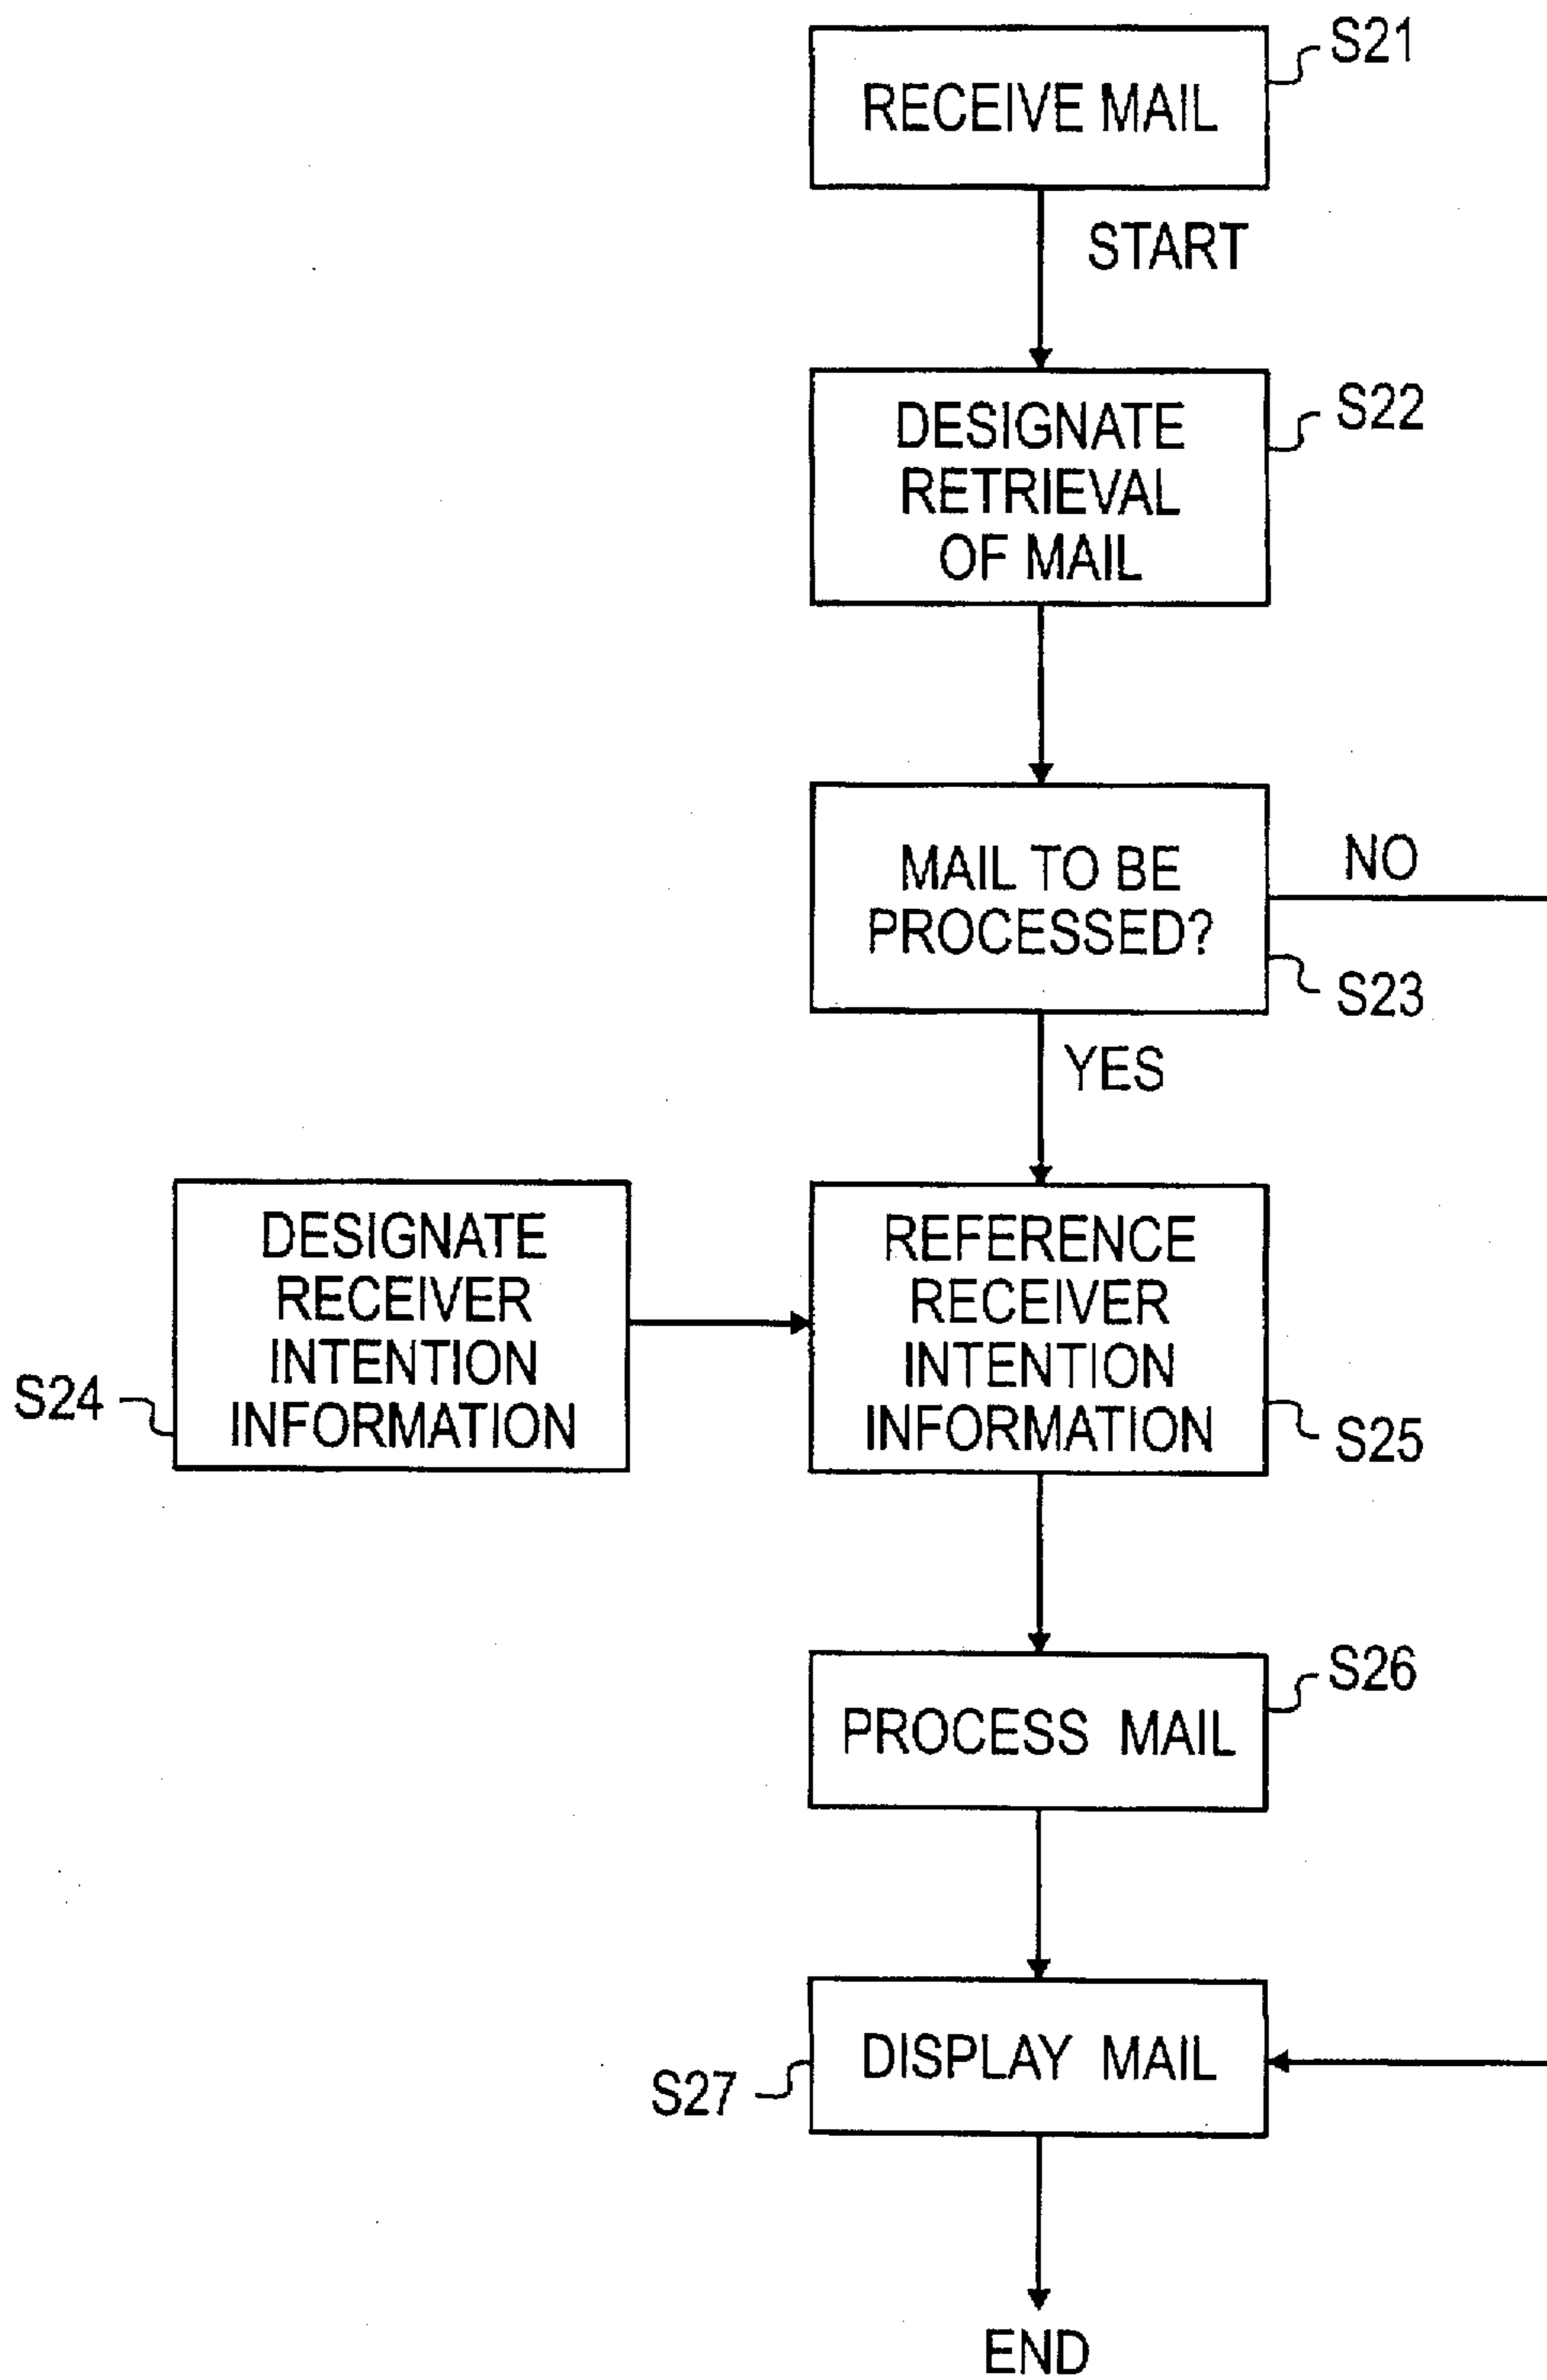 S21
RECEIVE MAIL
START
S22
DESIGNATE
RETRIEVAL
OF MAIL
MAIL TO BE
PROCESSED?
NO
S23
YES
DESIGNATE
RECEIVER
INTENTION
INFORMATION
S24
REFERENCE
RECEIVER
INTENTION
INFORMATION
S25
S26
PROCESS MAIL
DISPLAY MAIL
S27
END